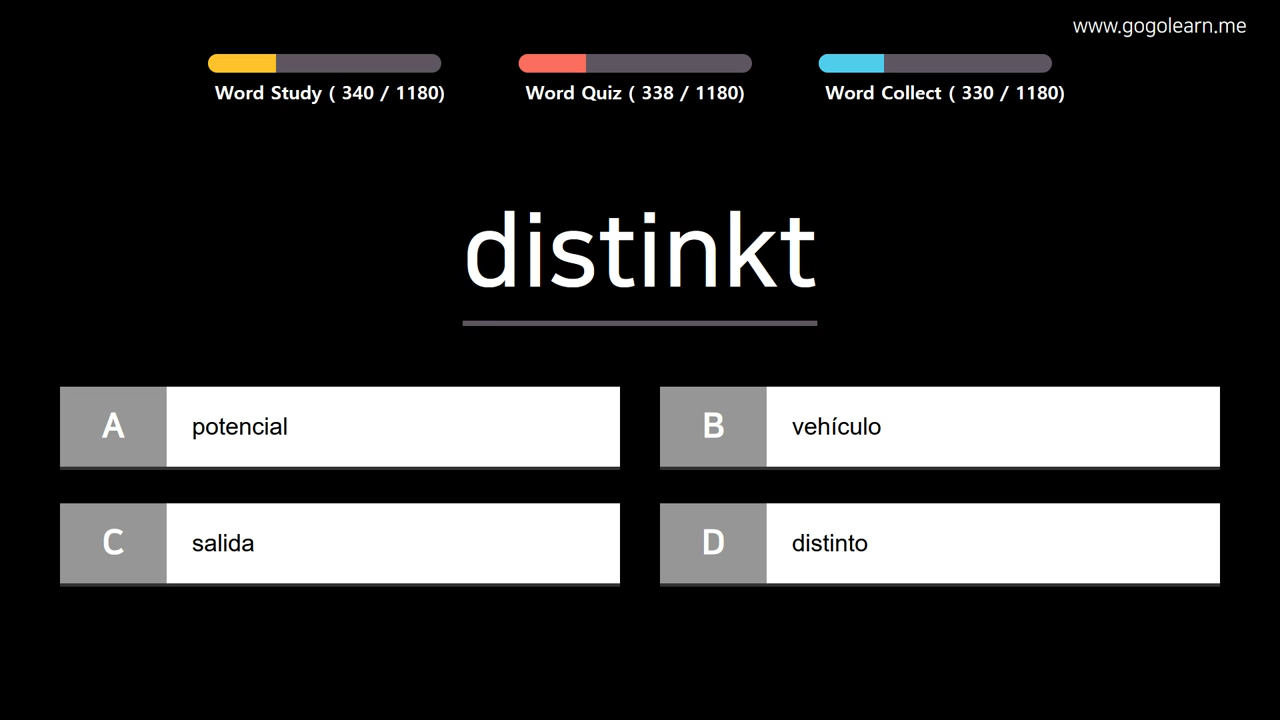 www.gogolearn.me
Word Study ( 340 / 1180)
Word Quiz ( 338 / 1180)
Word Collect ( 330 / 1180)
distinkt
A potencial
B vehículo
C salida
D distinto